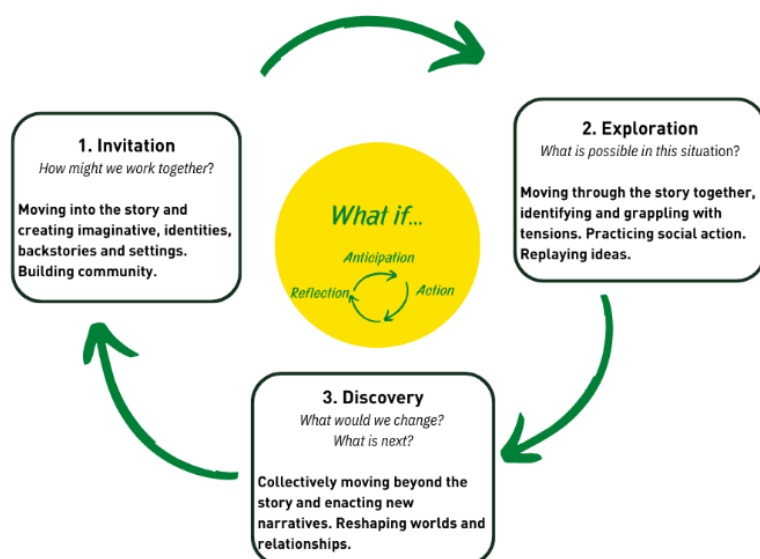 1. Invitation
How might we work together?
Moving into the story and
creating imaginative, identities,
backstories and settings.
Building community.
2. Exploration
What is possible in this situation?
Moving through the story together,
identifying and grappling with
tensions. Practicing social action.
Replaying ideas.
What if...
Anticipation
Reflection
Action
3. Discovery
What would we change?
What is next?
Collectively moving beyond the
story and enacting new
narratives. Reshaping worlds and
relationships.